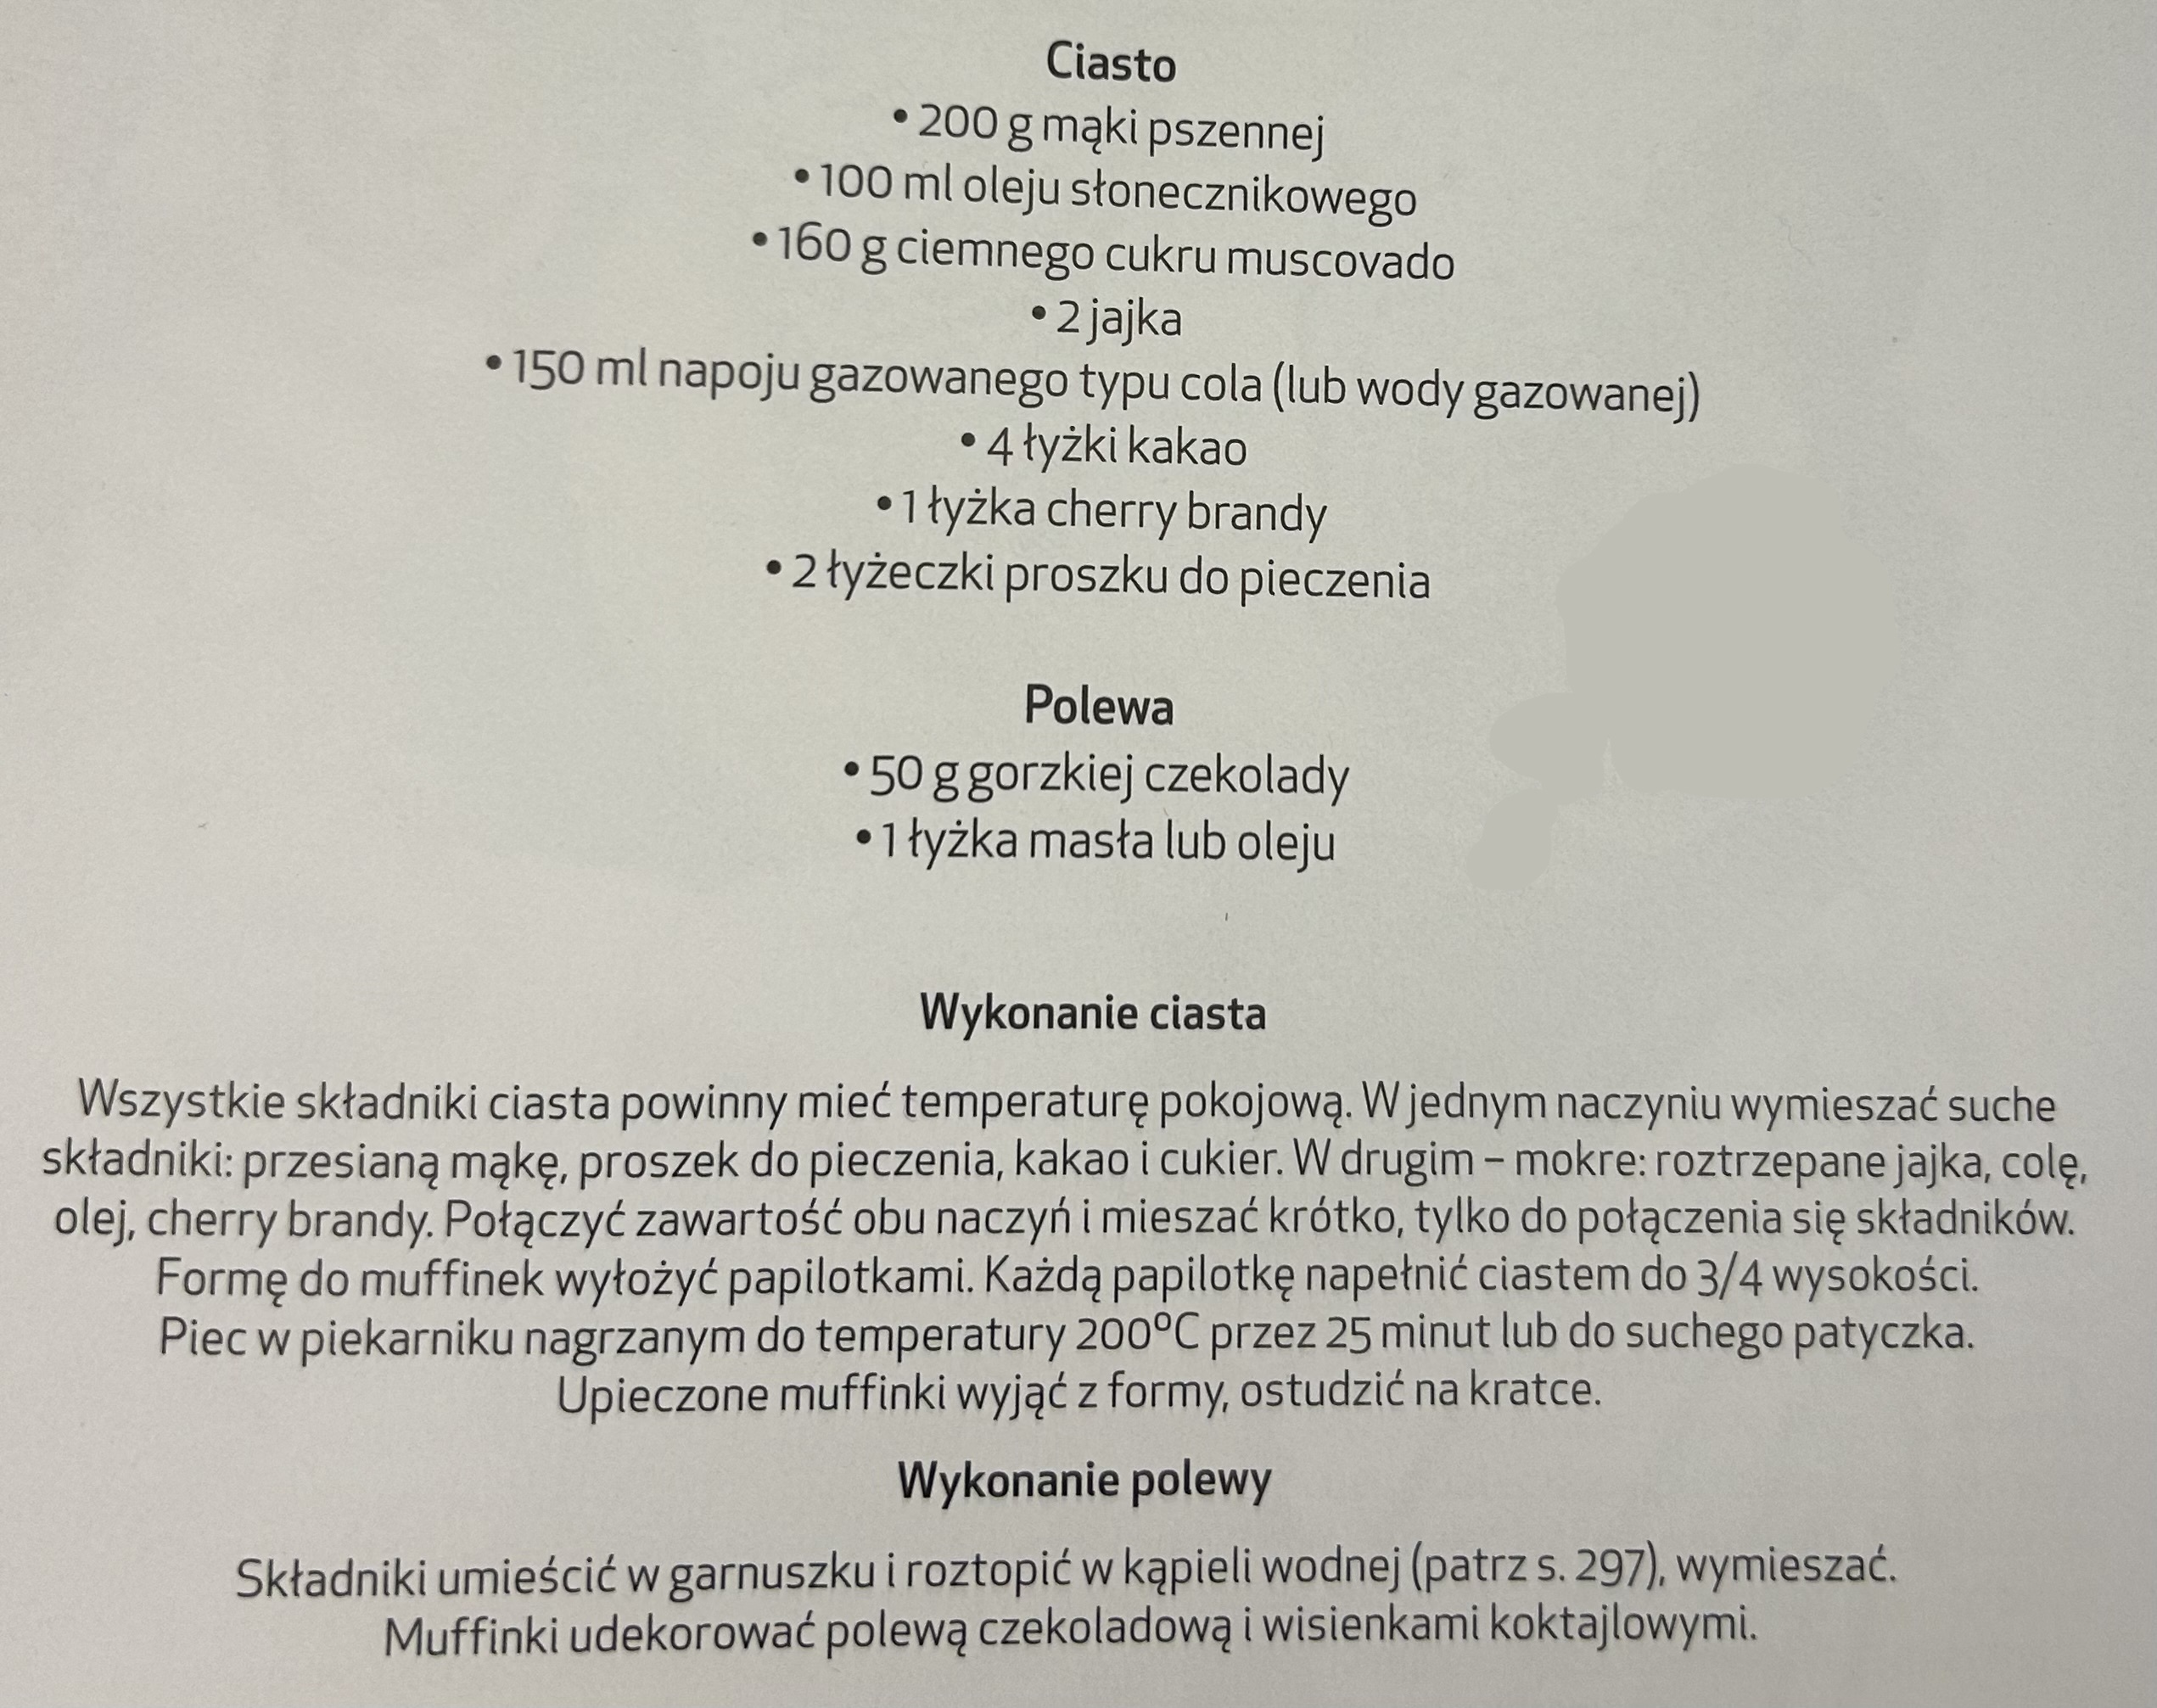 Ciasto
• 200 g mąki pszennej
• 100 ml oleju słonecznikowego
• 160 g ciemnego cukru muscovado
• 2 jajka
• 150 ml napoju gazowanego typu cola (lub wody gazowanej)
• 4 łyżki kakao
• 1 łyżka cherry brandy
• 2 łyżeczki proszku do pieczenia
Polewa
• 50 g gorzkiej czekolady
• 1 łyżka masła lub oleju
Wykonanie ciasta
Wszystkie składniki ciasta powinny mieć temperaturę pokojową. W jednym naczyniu wymieszać suche
składniki: przesianą mąkę, proszek do pieczenia, kakao i cukier. W drugim – mokre: roztrzepane jajka, colę,
olej, cherry brandy. Połączyć zawartość obu naczyń i mieszać krótko, tylko do połączenia się składników.
Formę do muffinek wyłożyć papilotkami. Każdą papilotkę napełnić ciastem do 3/4 wysokości.
Piec w piekarniku nagrzanym do temperatury 200°C przez 25 minut lub do suchego patyczka.
Upieczone muffinki wyjąć z formy, ostudzić na kratce.
Wykonanie polewy
Składniki umieścić w garnuszku i roztopić w kąpieli wodnej (patrz s. 297), wymieszać.
Muffinki udekorować polewą czekoladową i wisienkami koktajlowymi.